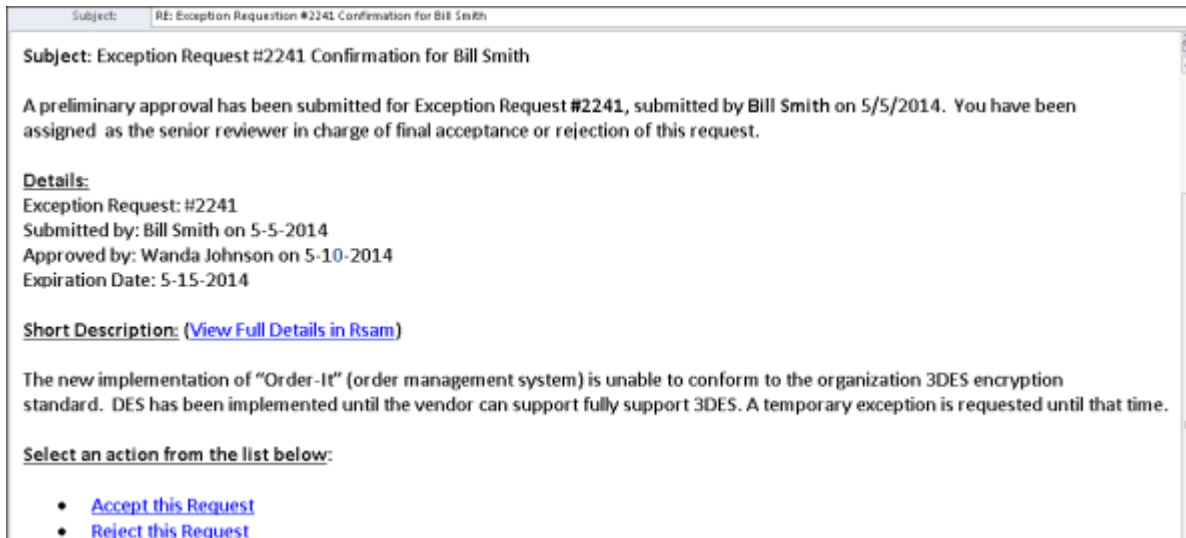 Subject: RE: Exception Requestion #2241 Confirmation for Bill Smith
Subject: Exception Request #2241 Confirmation for Bill Smith
A preliminary approval has been submitted for Exception Request #2241, submitted by Bill Smith on 5/5/2014. You have been
assigned as the senior reviewer in charge of final acceptance or rejection of this request.
Details:
Exception Request: #2241
Submitted by: Bill Smith on 5-5-2014
Approved by: Wanda Johnson on 5-10-2014
Expiration Date: 5-15-2014
Short Description: (View Full Details in Rsam)
The new implementation of “Order-It” (order management system) is unable to conform to the organization 3DES encryption
standard. DES has been implemented until the vendor can support fully support 3DES. A temporary exception is requested until that time.
Select an action from the list below:
• Accept this Request
• Reject this Request